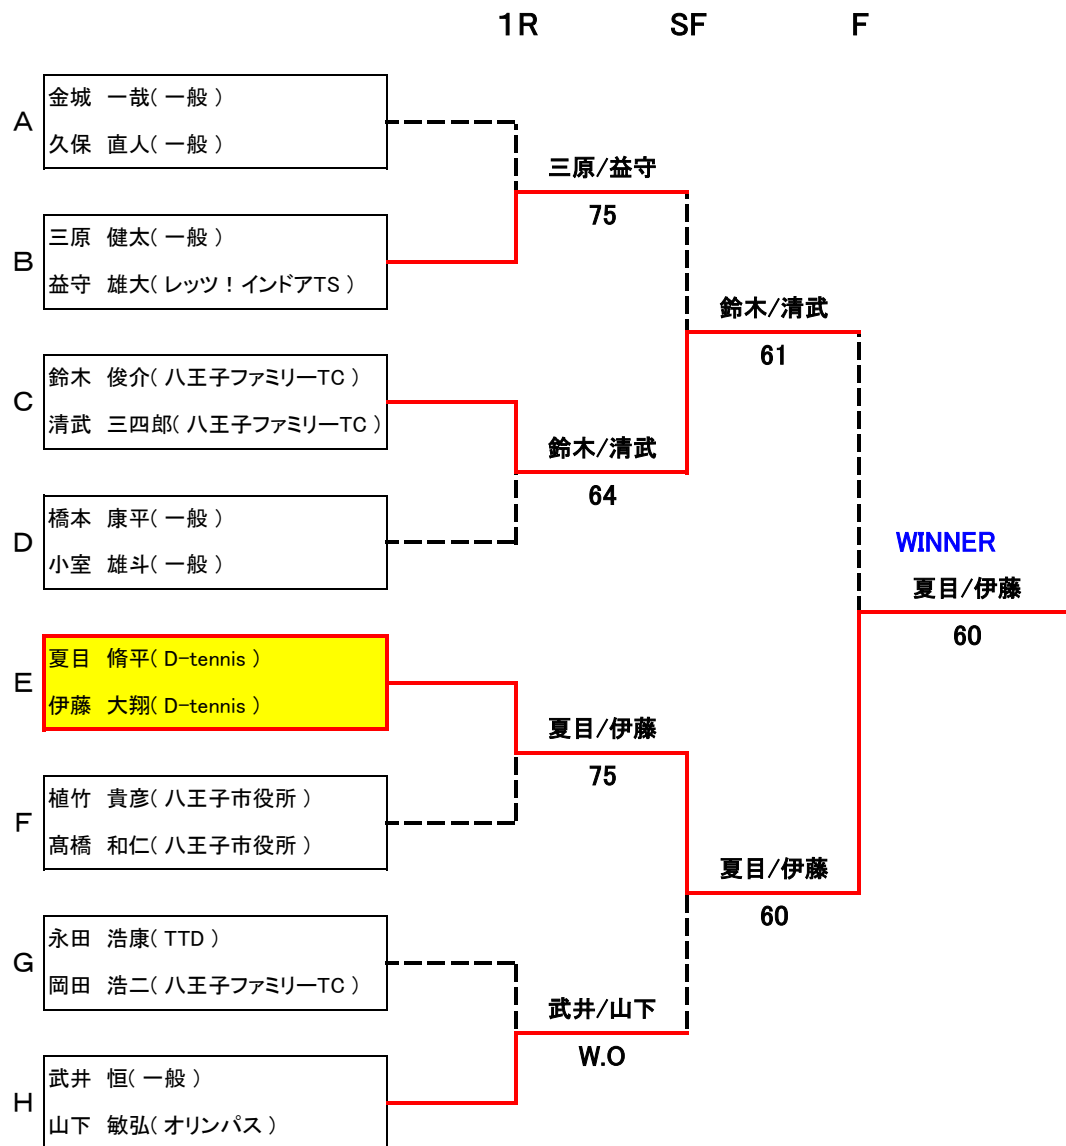 1R SF F
A
金城 一哉( 一般 )
久保 直人( 一般 )
三原/益守
75
B
三原 健太( 一般 )
益守 雄大( レッツ！インドアTS )
鈴木/清武
61
C
鈴木 俊介( 八王子ファミリーTC )
清武 三四郎( 八王子ファミリーTC )
鈴木/清武
64
D
橋本 康平( 一般 )
小室 雄斗( 一般 )
WINNER
夏目/伊藤
60
E
夏目 脩平( D-tennis )
伊藤 大翔( D-tennis )
夏目/伊藤
75
F
植竹 貴彦( 八王子市役所 )
髙橋 和仁( 八王子市役所 )
夏目/伊藤
60
G
永田 浩康( TTD )
岡田 浩二( 八王子ファミリーTC )
武井/山下
W.O
H
武井 恒( 一般 )
山下 敏弘( オリンパス )